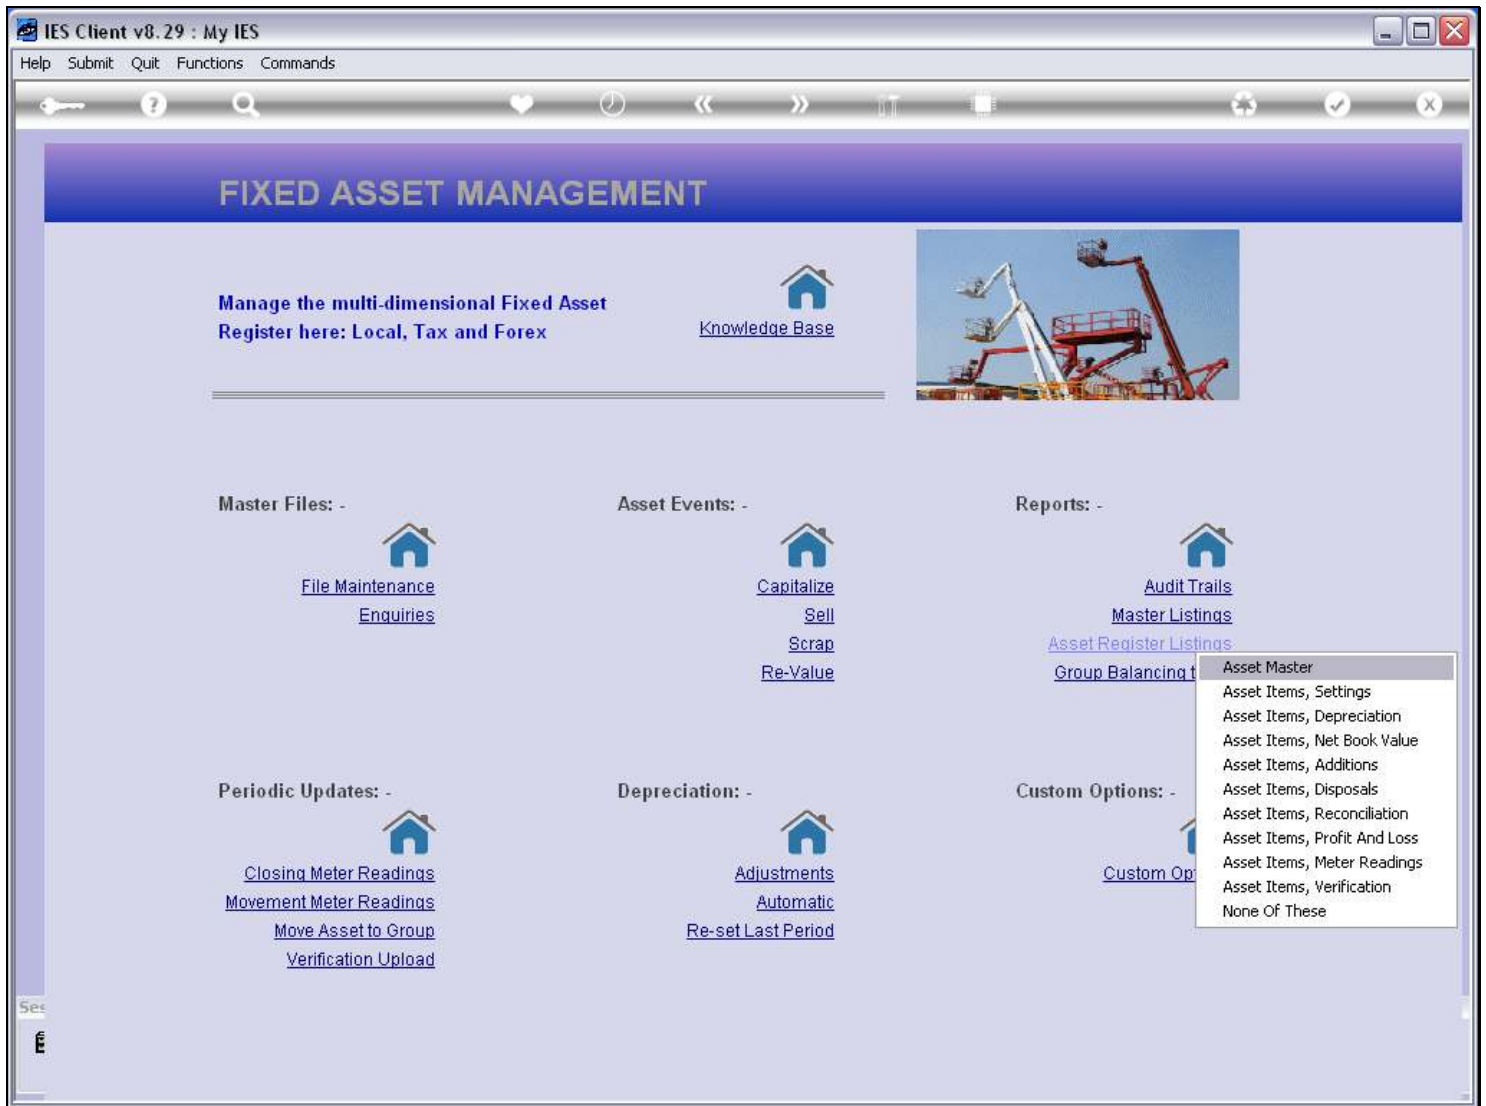 IES Client v8.29 : My IES
Help Submit Quit Functions Commands
FIXED ASSET MANAGEMENT
Manage the multi-dimensional Fixed Asset
Register here: Local, Tax and Forex
Knowledge Base
Master Files: -
File Maintenance
Enquiries
Asset Events: -
Capitalize
Sell
Scrap
Re-Value
Reports: -
Audit Trails
Master Listings
Asset Register Listings
Group Balancing
Asset Master
Asset Items, Settings
Asset Items, Depreciation
Asset Items, Net Book Value
Asset Items, Additions
Asset Items, Disposals
Asset Items, Reconciliation
Asset Items, Profit And Loss
Asset Items, Meter Readings
Asset Items, Verification
None Of These
Periodic Updates: -
Closing Meter Readings
Movement Meter Readings
Move Asset to Group
Verification Upload
Depreciation: -
Adjustments
Automatic
Re-set Last Period
Custom Options: -
Custom Op